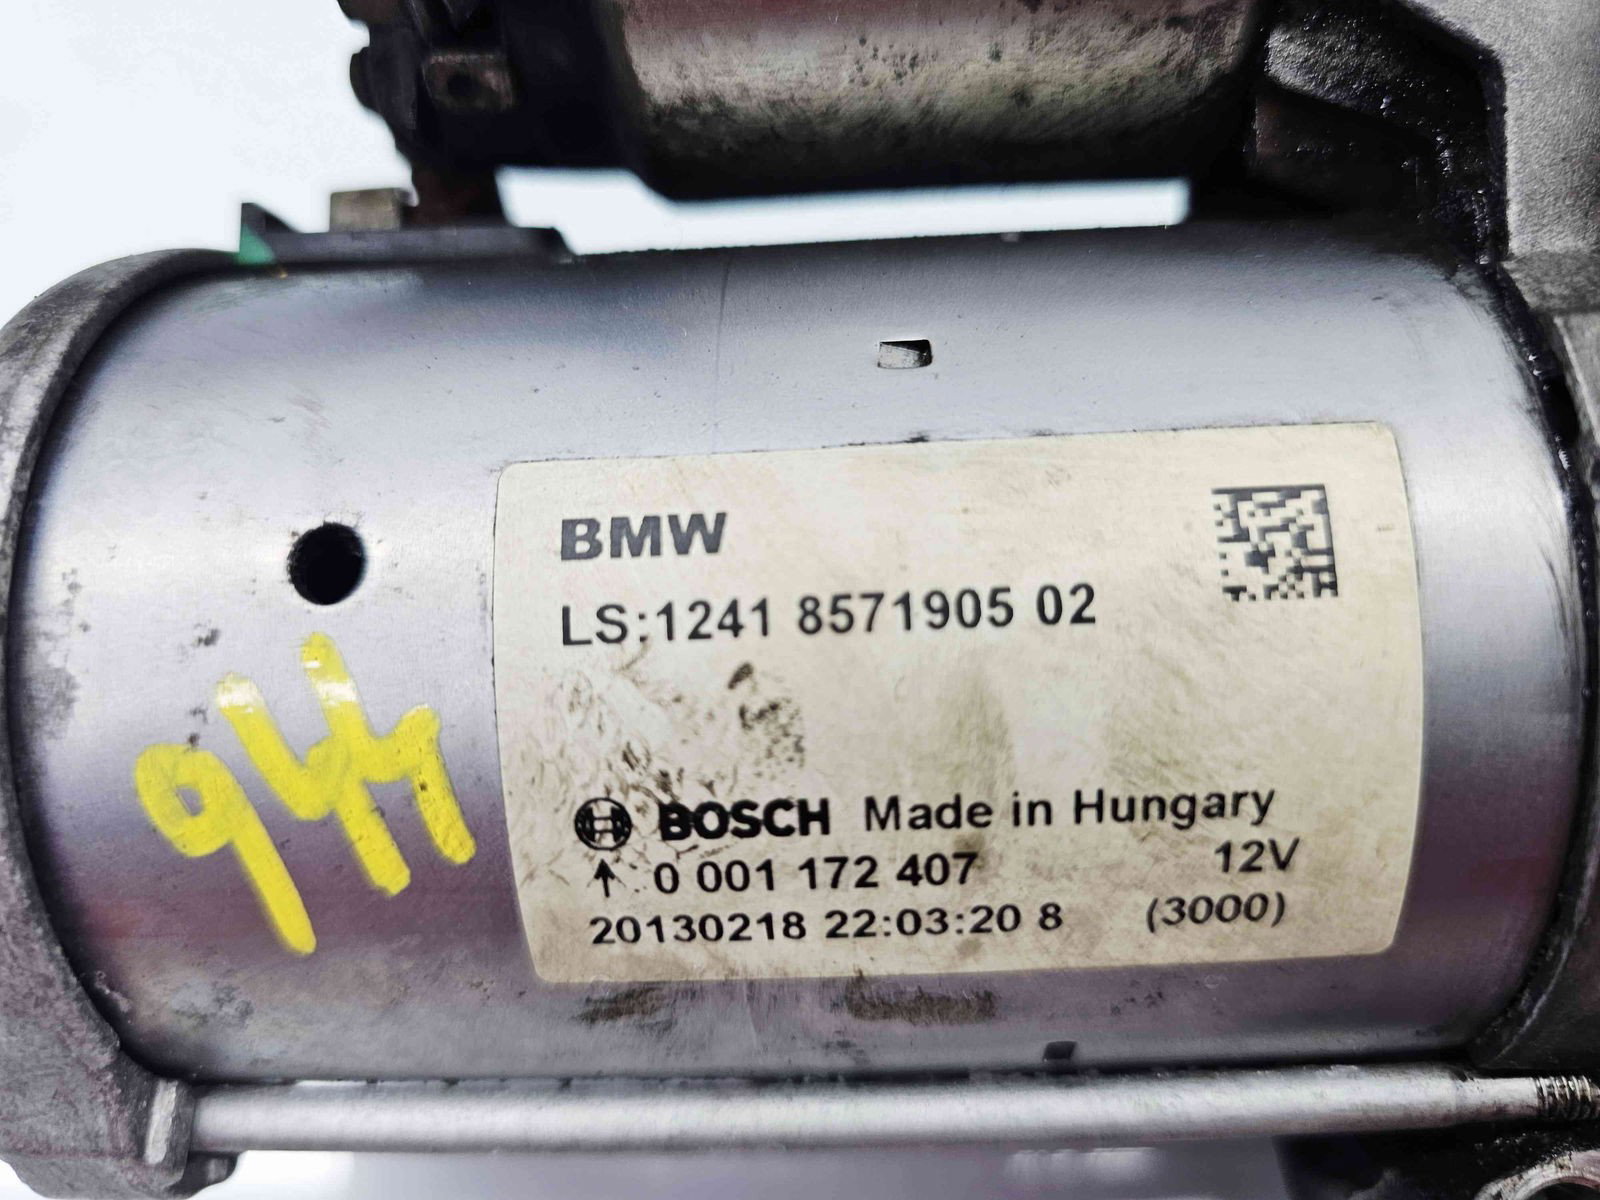 BMW
LS:1241 8571905 02
944
BOSCH Made in Hungary
0 001 172 407 12V
20130218 22:03:20 8 (3000)